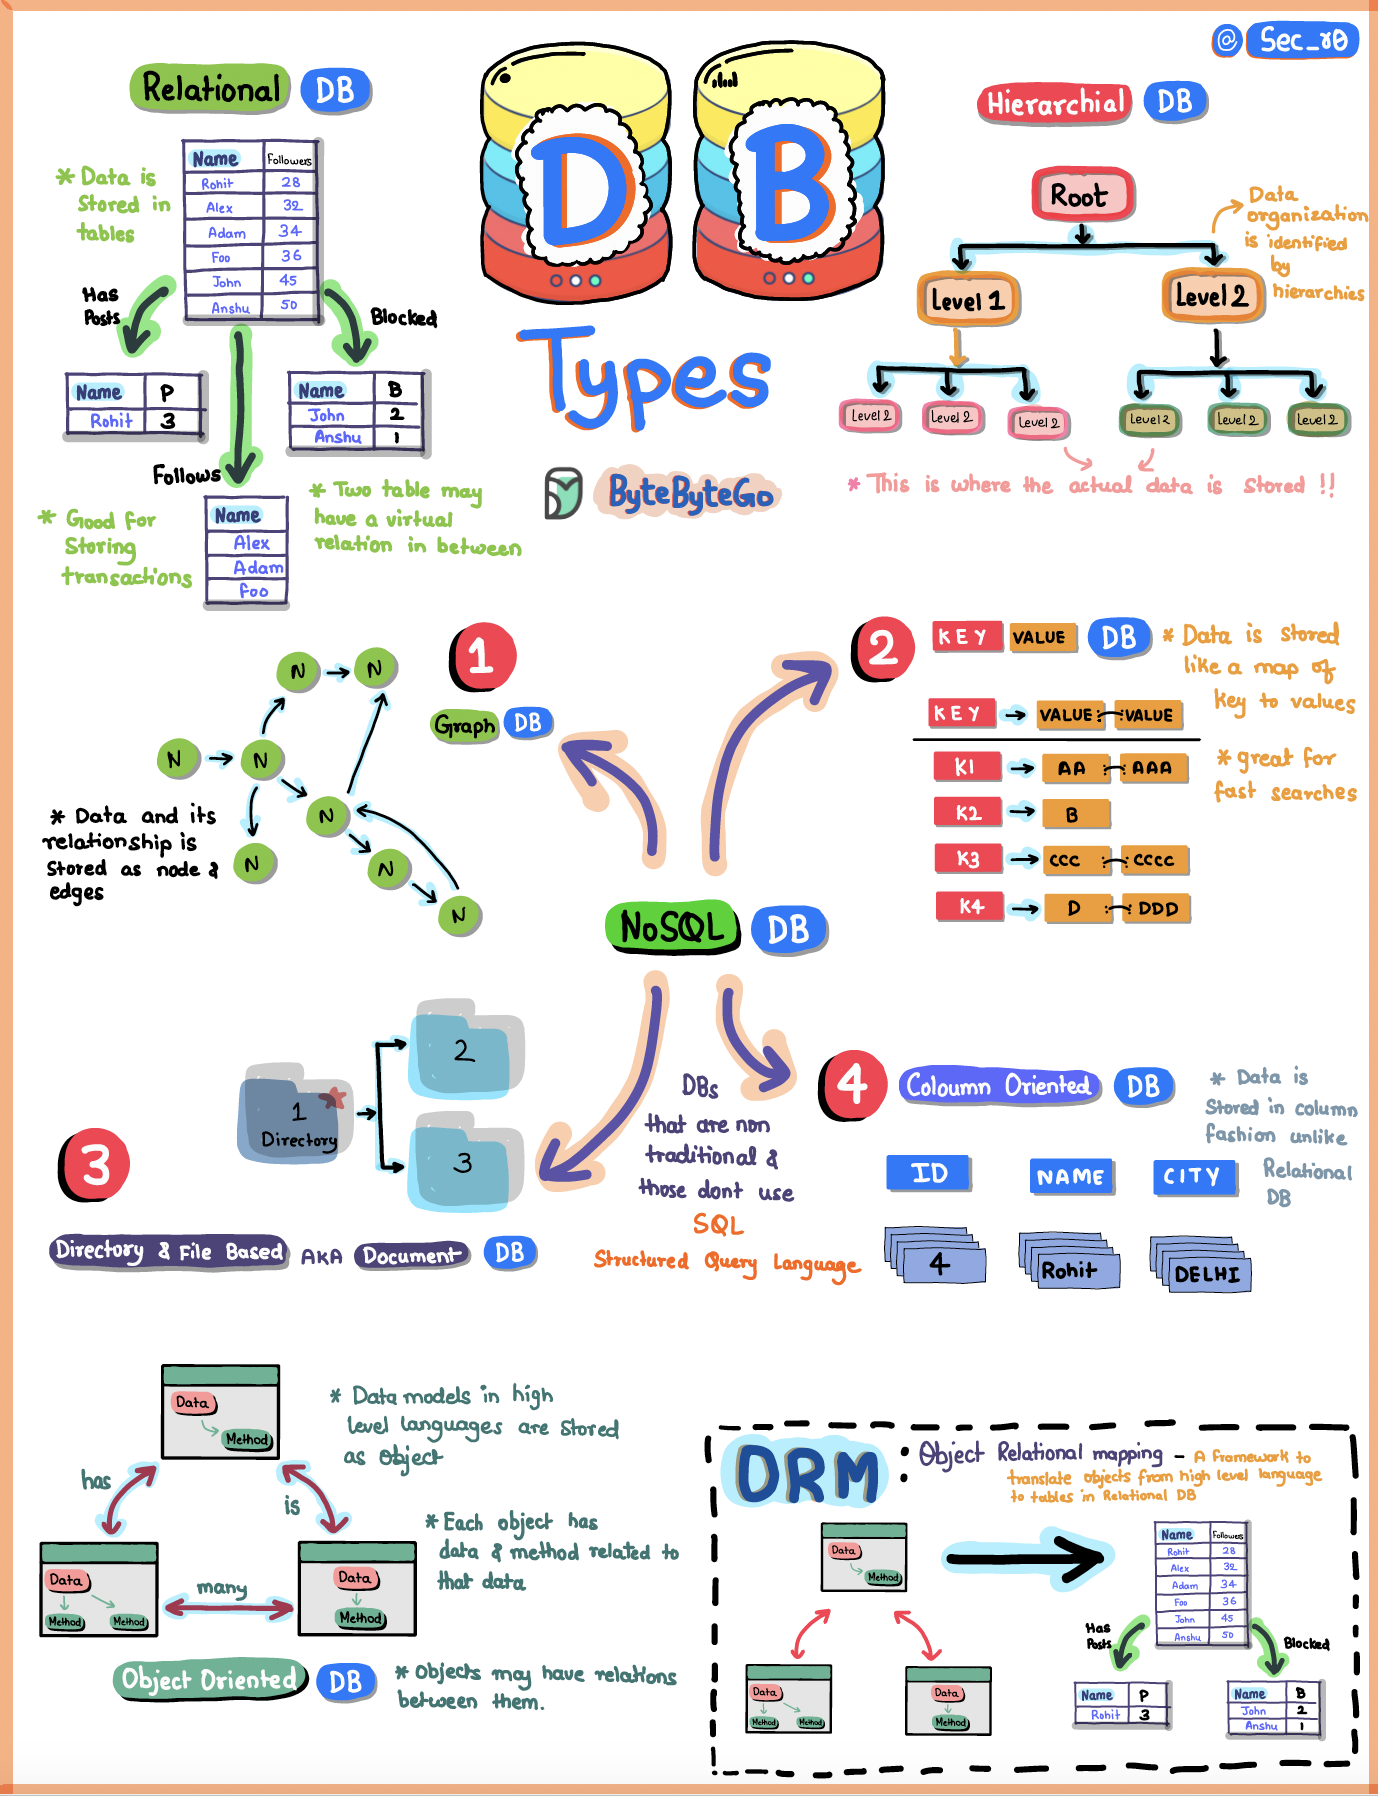 @ Sec_r0
Relational DB
* Data is
Stored in
tables
Name Followers
Rohit 28
Alex 32
Adam 34
Foo 36
John 45
Anshu 50
Has
Posts
Blocked
Name P
Rohit 3
Name B
John 2
Anshu 1
Follows
Name
Alex
Adam
Foo
* Good for
Storing
transactions
* Two table may
have a virtual
relation in between
D B
Types
ByteByteGo
Hierarchial DB
Root
Data
organization
is identified
by
hierarchies
Level 1
Level 2
Level 2
Level 2
Level 2
Level 2
Level 2
Level 2
* This is where the actual data is Stored !!
1
Graph DB
N
N
N
N
N
N
N
N
* Data and its
relationship is
Stored as node &
edges
2
KEY VALUE DB
* Data is stored
like a map of
key to values
KEY VALUE VALUE
K1 AA AAA
K2 B
K3 CCC CCCC
K4 D DDD
* great for
fast searches
NoSQL DB
DBs
that are non
traditional &
those dont use
SQL
Structured Query Language
3
1
Directory
2
3
Directory & File Based AKA Document DB
4
Coloumn Oriented DB
* Data is
Stored in column
fashion unlike
Relational
DB
ID NAME CITY
4 Rohit DELHI
Data
Method
has
is
many
Data
Method Method
Data
Method
Object Oriented DB
* Data models in high
level languages are stored
as object
* Each object has
data & method related to
that data
* Objects may have relations
between them.
ORM : Object Relational mapping - A framework to
translate objects from high level language
to tables in Relational DB
Data
Method
Data
Method Method
Data
Method
Name Followers
Rohit 28
Alex 32
Adam 34
Foo 36
John 45
Anshu 50
Has
Posts
Blocked
Name P
Rohit 3
Name B
John 2
Anshu 1